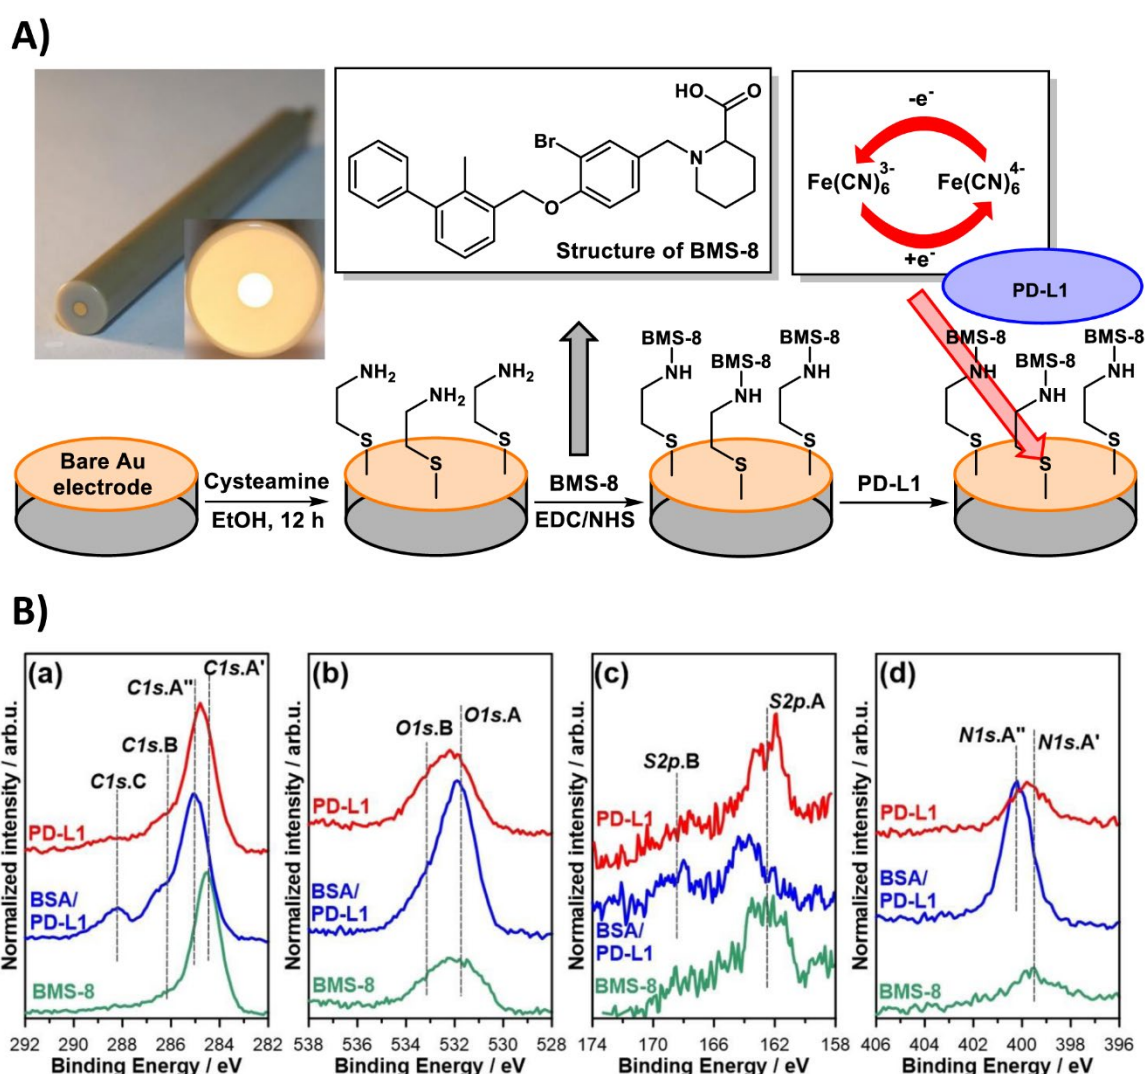 A)
HO
O
Br
N
O
Structure of BMS-8
-e-
Fe(CN)6 3-
Fe(CN)6 4-
+e-
PD-L1
NH2
NH2
NH2
S
S
S
BMS-8
BMS-8
BMS-8
NH
NH
NH
S
S
S
BMS-8
BMS-8
BMS-8
NH
NH
NH
S
S
S
Bare Au
electrode
Cysteamine
EtOH, 12 h
BMS-8
EDC/NHS
PD-L1
B)
(a)
C1s.A'
C1s.A"
C1s.B
C1s.C
PD-L1
BSA/
PD-L1
BMS-8
Normalized intensity / arb.u.
292 290 288 286 284 282
Binding Energy / eV
(b)
O1s.A
O1s.B
PD-L1
BSA/
PD-L1
BMS-8
Normalized intensity / arb.u.
538 536 534 532 530 528
Binding Energy / eV
(c)
S2p.A
S2p.B
PD-L1
BSA/
PD-L1
BMS-8
Normalized intensity / arb.u.
174 170 166 162 158
Binding Energy / eV
(d)
N1s.A"
N1s.A'
PD-L1
BSA/
PD-L1
BMS-8
Normalized intensity / arb.u.
406 404 402 400 398 396
Binding Energy / eV